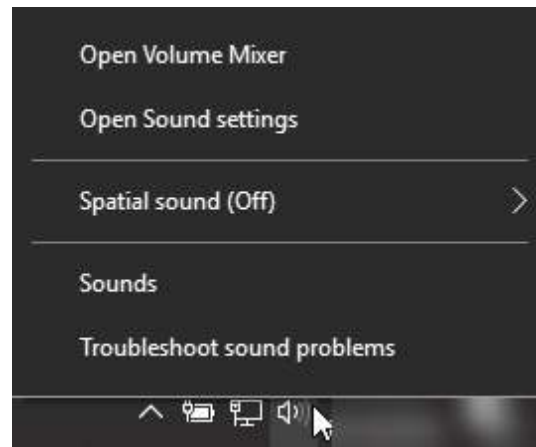 Open Volume Mixer
Open Sound settings
Spatial sound (Off)
Sounds
Troubleshoot sound problems